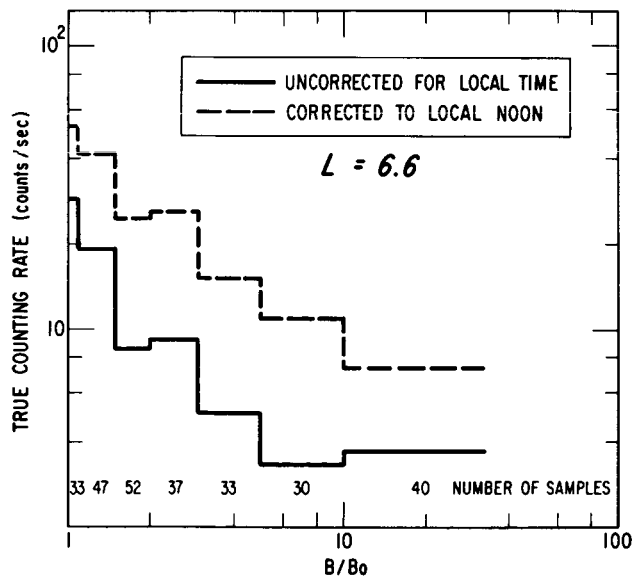 10²
UNCORRECTED FOR LOCAL TIME
CORRECTED TO LOCAL NOON
L = 6.6
TRUE COUNTING RATE (counts/sec)
10
33 47 52 37 33 30 40 NUMBER OF SAMPLES
1 10 100
B/B₀